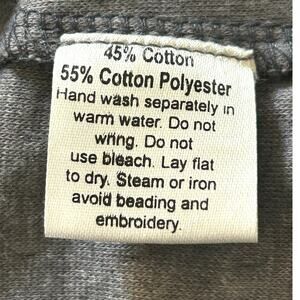 45% Cotton
55% Cotton Polyester
Hand wash separately in
warm water. Do not
wring. Do not
use bleach. Lay flat
to dry. Steam or iron
avoid beading and
embroidery.